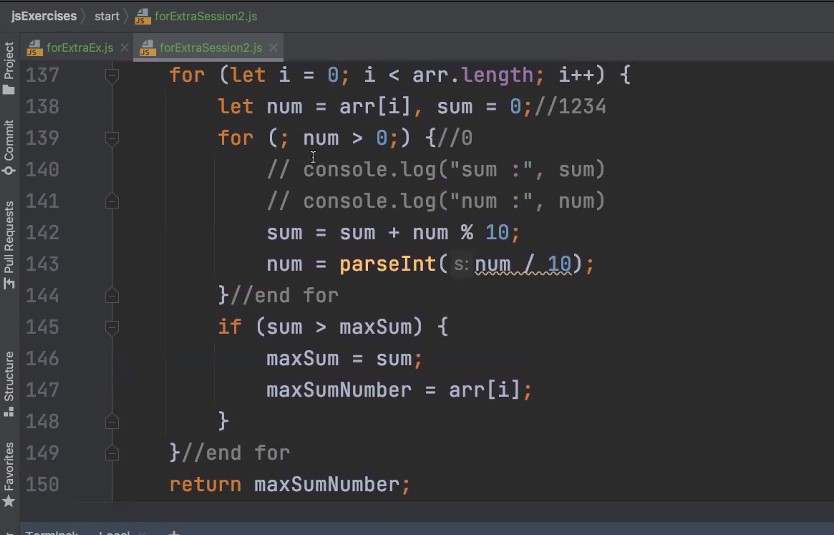 jsExercises start forExtraSession2.js
forExtraEx.js forExtraSession2.js
Project
Commit
Pull Requests
Structure
Favorites
137 for (let i = 0; i < arr.length; i++) {
138 let num = arr[i], sum = 0;//1234
139 for (; num > 0;) {//0
140 // console.log("sum :", sum)
141 // console.log("num :", num)
142 sum = sum + num % 10;
143 num = parseInt( s: num / 10);
144 }//end for
145 if (sum > maxSum) {
146 maxSum = sum;
147 maxSumNumber = arr[i];
148 }
149 }//end for
150 return maxSumNumber;
Terminal: Local